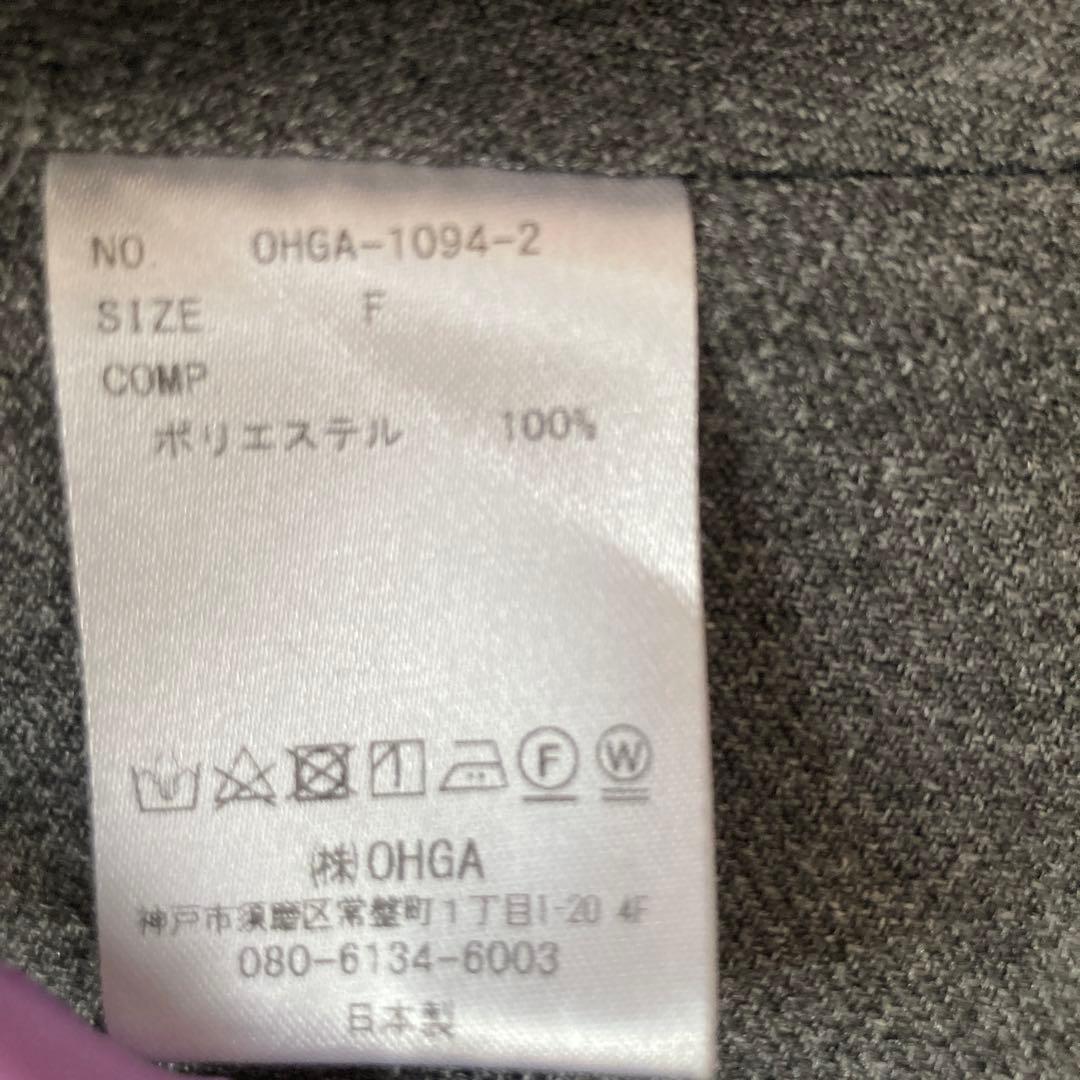 NO. OHGA-1094-2
SIZE F
COMP
ポリエステル 100%
F W
㈱OHGA
神戸市須磨区常盤町1丁目1-20 4F
080-6134-6003
日本製